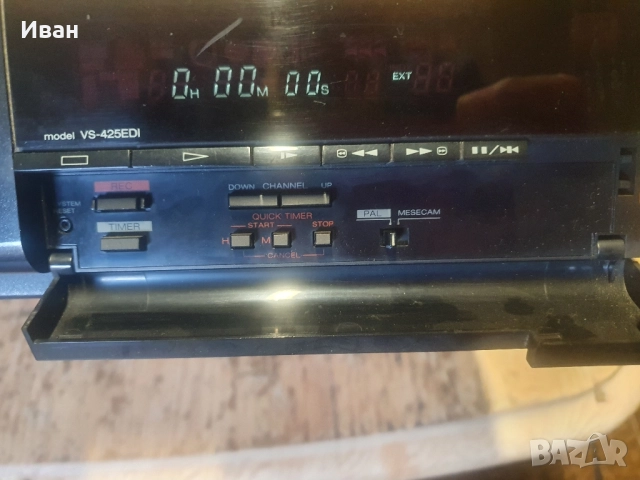 Иван
0H 00M 00s EXT
model VS-425EDI
REC
DOWN CHANNEL UP
SYSTEM
RESET
TIMER
QUICK TIMER
START STOP
H M
CANCEL
PAL MESECAM
BAZAR